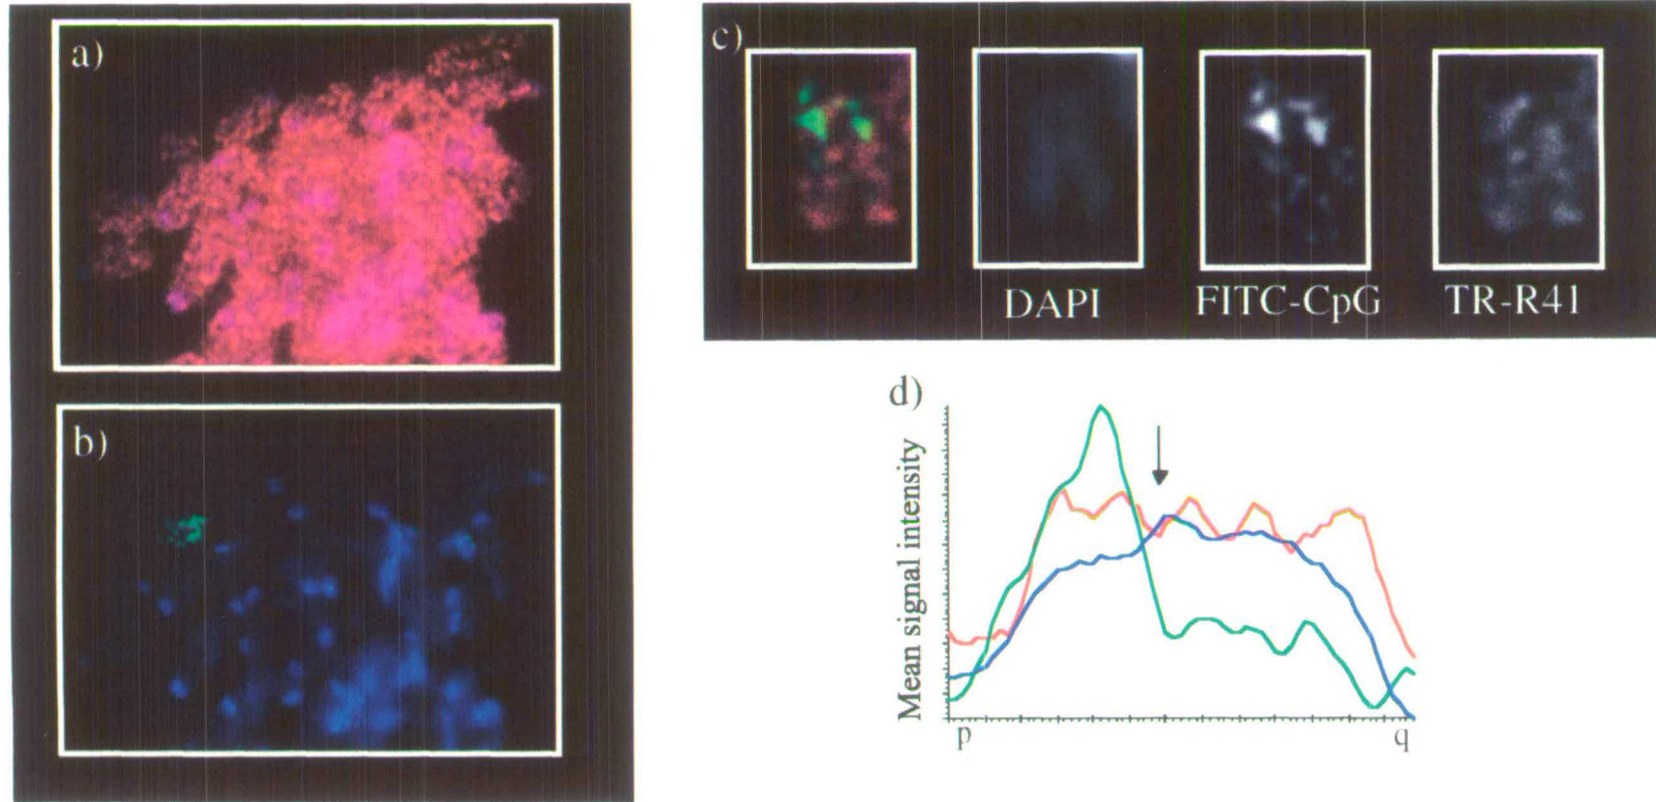 a)
b)
c)
DAPI
FITC-CpG
TR-R41
d)
Mean signal intensity
p
q